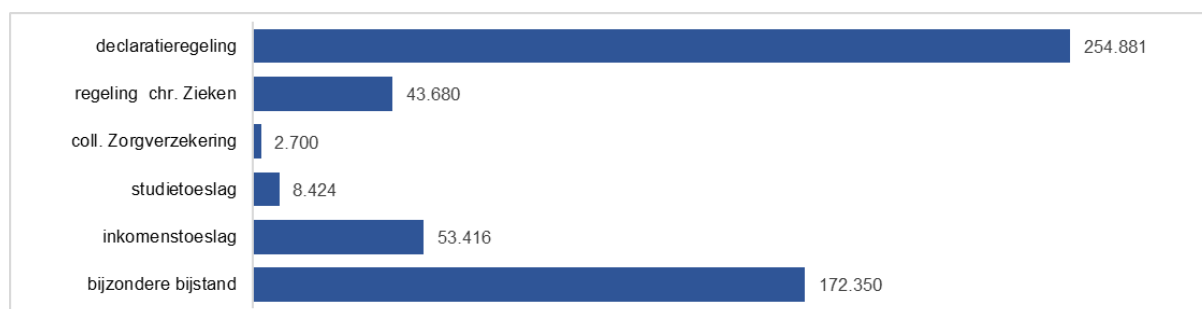 declaratieregeling 254.881
regeling chr. Zieken 43.680
coll. Zorgverzekering 2.700
studietoeslag 8.424
inkomenstoeslag 53.416
bijzondere bijstand 172.350